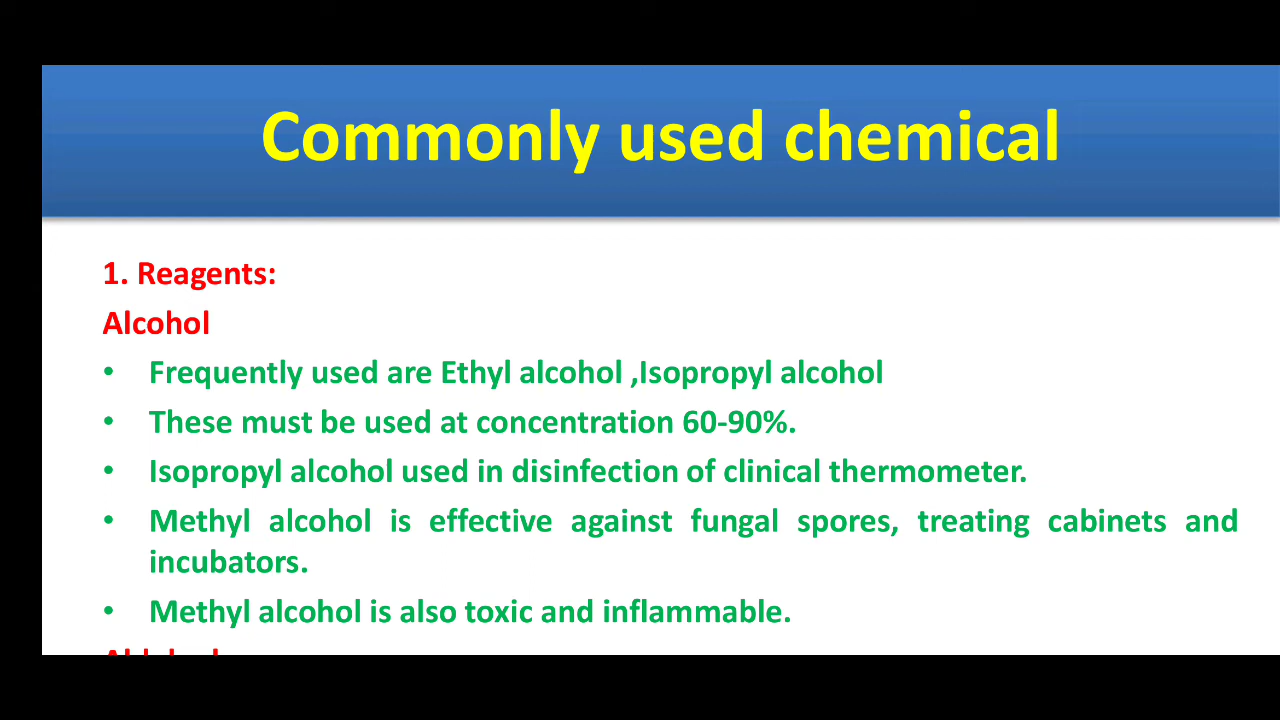 Commonly used chemical
1. Reagents:
Alcohol
• Frequently used are Ethyl alcohol ,Isopropyl alcohol
• These must be used at concentration 60-90%.
• Isopropyl alcohol used in disinfection of clinical thermometer.
• Methyl alcohol is effective against fungal spores, treating cabinets and
incubators.
• Methyl alcohol is also toxic and inflammable.